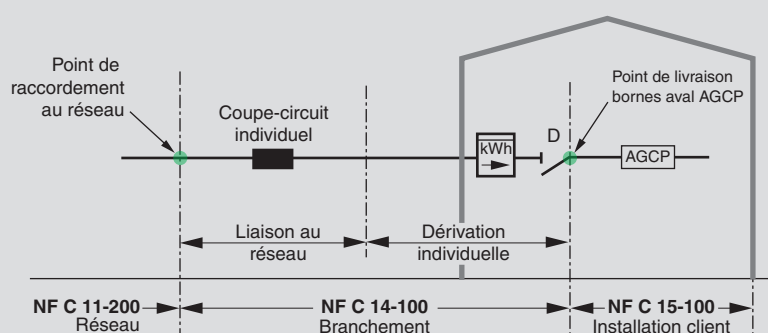 Point de
raccordement
au réseau
Coupe-circuit
individuel
Point de livraison
bornes aval AGCP
kWh
D
AGCP
Liaison au
réseau
Dérivation
individuelle
NF C 11-200
Réseau
NF C 14-100
Branchement
NF C 15-100
Installation client